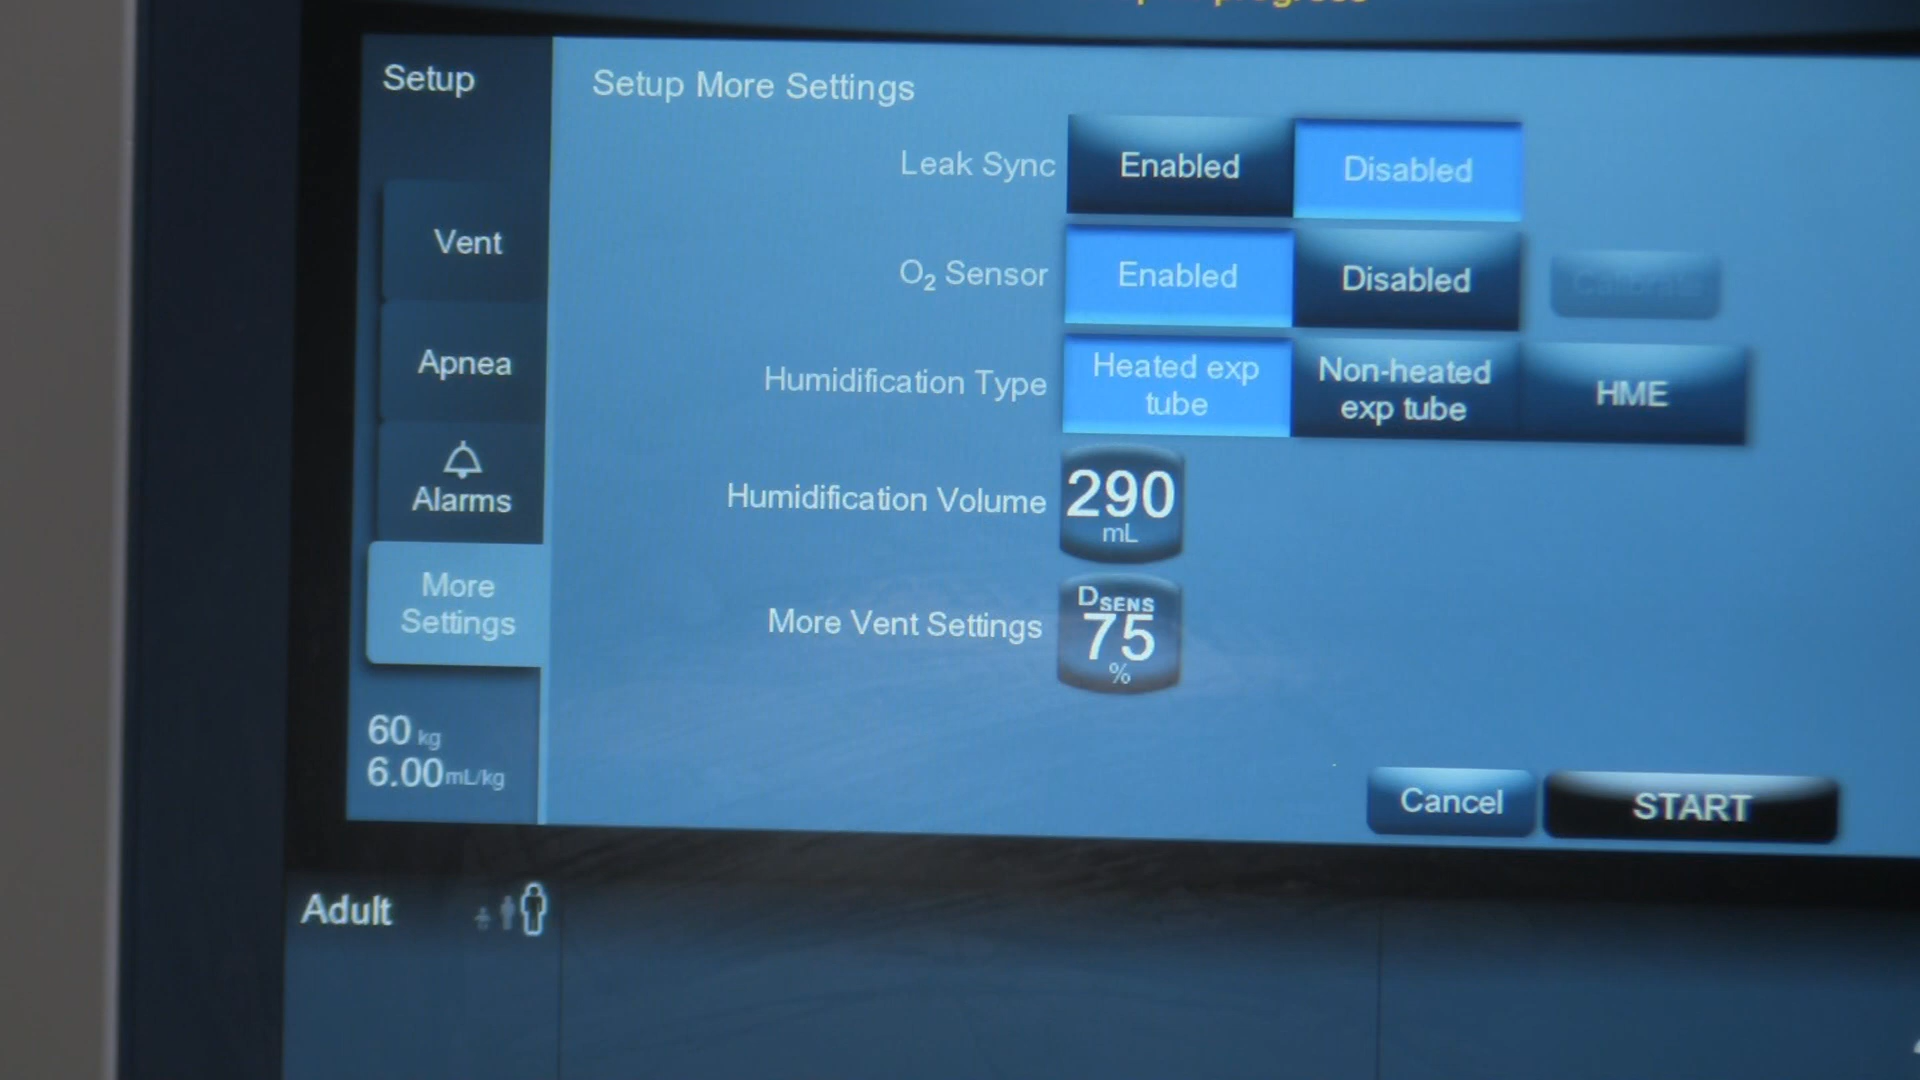 Setup
Setup More Settings
Leak Sync Enabled Disabled
Vent
O₂ Sensor Enabled Disabled Calibrate
Apnea
Humidification Type Heated exp tube Non-heated exp tube HME
Alarms
Humidification Volume 290 mL
More Settings
More Vent Settings DSENS 75 %
60 kg
6.00 mL/kg
Cancel START
Adult